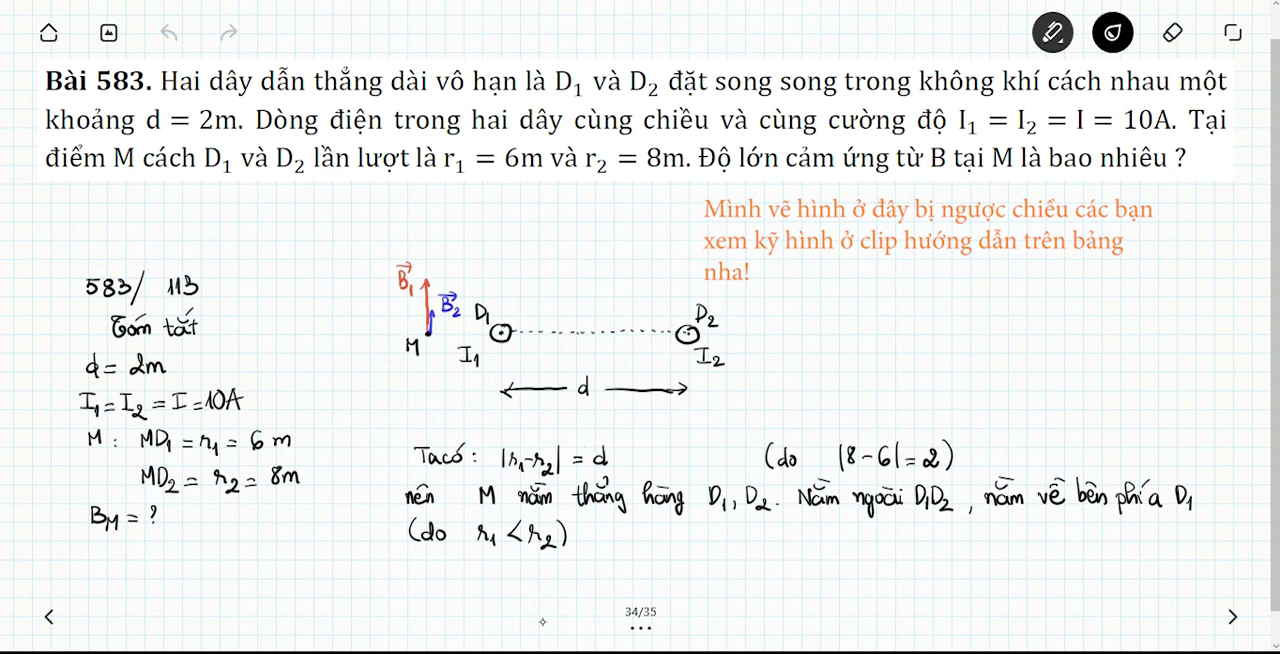 Bài 583. Hai dây dẫn thẳng dài vô hạn là D₁ và D₂ đặt song song trong không khí cách nhau một
khoảng d = 2m. Dòng điện trong hai dây cùng chiều và cùng cường độ I₁ = I₂ = I = 10A. Tại
điểm M cách D₁ và D₂ lần lượt là r₁ = 6m và r₂ = 8m. Độ lớn cảm ứng từ B tại M là bao nhiêu ?
Mình vẽ hình ở đây bị ngược chiều các bạn
xem kỹ hình ở clip hướng dẫn trên bảng
nha!
583/ 113
Tóm tắt
d = 2m
I₁ = I₂ = I = 10A
M : MD₁ = r₁ = 6 m
MD₂ = r₂ = 8m
B_M = ?
B₁⃗
B₂⃗
M
D₁
I₁
D₂
I₂
d
Ta có : |r₁-r₂| = d (do |8-6| = 2)
nên M nằm thẳng hàng D₁, D₂. Nằm ngoài D₁D₂, nằm về bên phía D₁
(do r₁ < r₂)
34/35